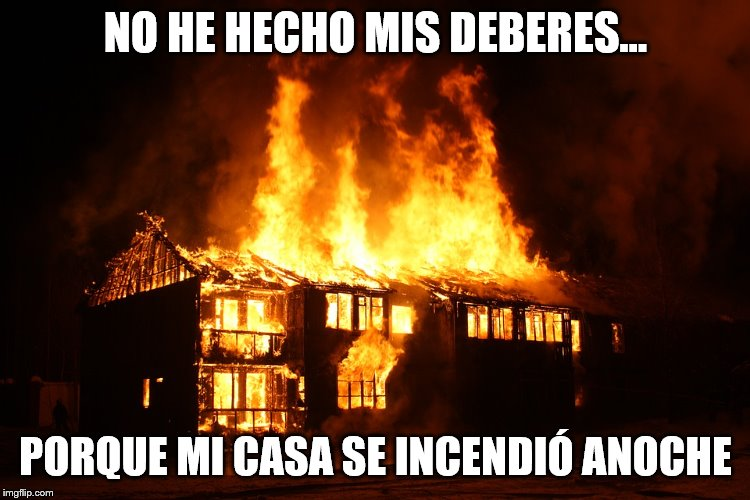 NO HE HECHO MIS DEBERES...
PORQUE MI CASA SE INCENDIÓ ANOCHE
imgflip.com